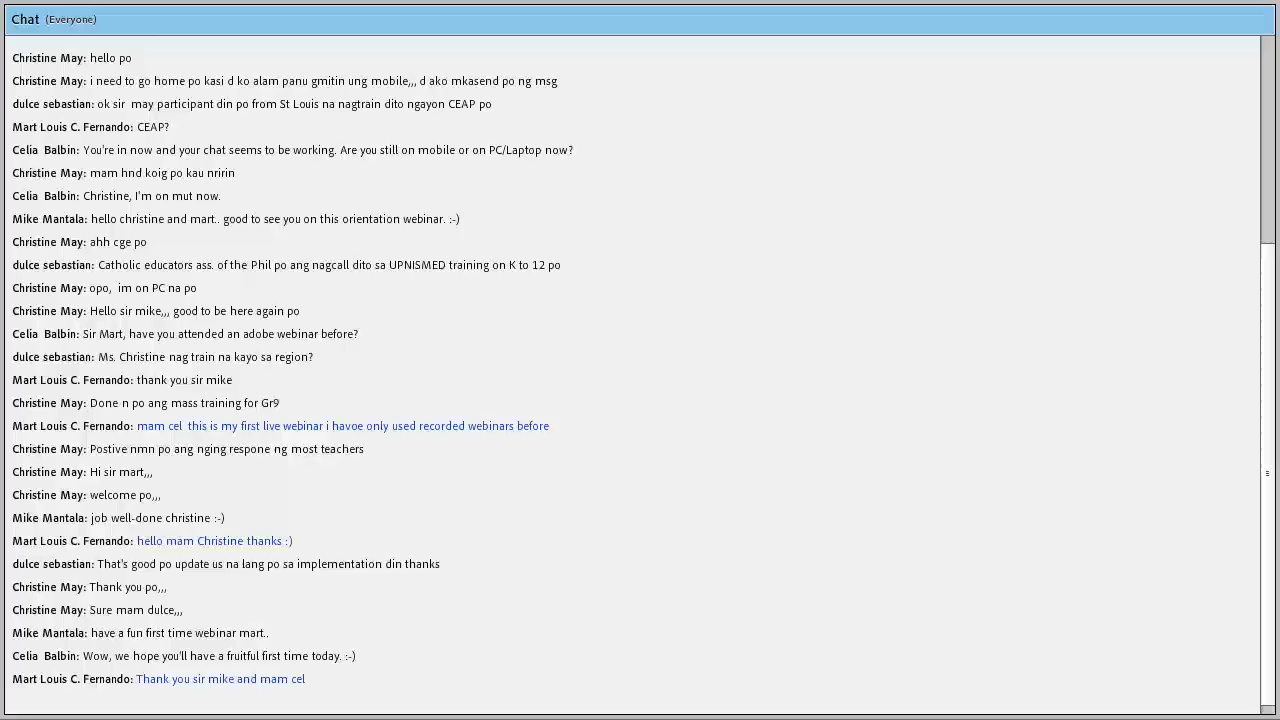 Chat (Everyone)
Christine May: hello po
Christine May: i need to go home po kasi d ko alam panu gmitin ung mobile,,, d ako mkasend po ng msg
dulce sebastian: ok sir  may participant din po from St Louis na nagtrain dito ngayon CEAP po
Mart Louis C. Fernando: CEAP?
Celia  Balbin: You're in now and your chat seems to be working. Are you still on mobile or on PC/Laptop now?
Christine May: mam hnd koig po kau nririn
Celia  Balbin: Christine, I'm on mut now.
Mike Mantala: hello christine and mart.. good to see you on this orientation webinar. :-)
Christine May: ahh cge po
dulce sebastian: Catholic educators ass. of the Phil po ang nagcall dito sa UPNISMED training on K to 12 po
Christine May: opo,  im on PC na po
Christine May: Hello sir mike,,, good to be here again po
Celia  Balbin: Sir Mart, have you attended an adobe webinar before?
dulce sebastian: Ms. Christine nag train na kayo sa region?
Mart Louis C. Fernando: thank you sir mike
Christine May: Done n po ang mass training for Gr9
Mart Louis C. Fernando: mam cel  this is my first live webinar i havoe only used recorded webinars before
Christine May: Postive nmn po ang nging respone ng most teachers
Christine May: Hi sir mart,,,
Christine May: welcome po,,,
Mike Mantala: job well-done christine :-)
Mart Louis C. Fernando: hello mam Christine thanks :)
dulce sebastian: That's good po update us na lang po sa implementation din thanks
Christine May: Thank you po,,,
Christine May: Sure mam dulce,,,
Mike Mantala: have a fun first time webinar mart..
Celia  Balbin: Wow, we hope you'll have a fruitful first time today. :-)
Mart Louis C. Fernando: Thank you sir mike and mam cel